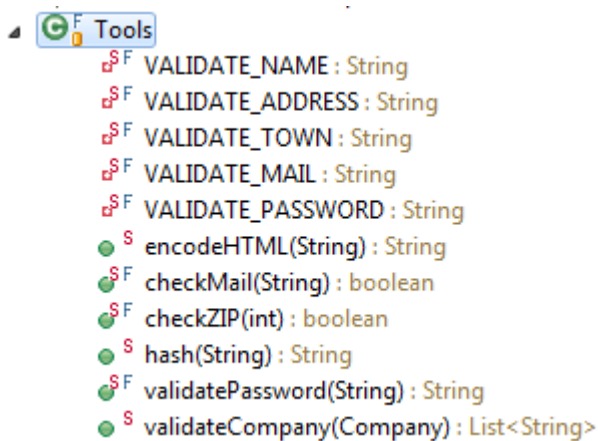 F Tools
S F VALIDATE_NAME : String
S F VALIDATE_ADDRESS : String
S F VALIDATE_TOWN : String
S F VALIDATE_MAIL : String
S F VALIDATE_PASSWORD : String
S encodeHTML(String) : String
S F checkMail(String) : boolean
S F checkZIP(int) : boolean
S hash(String) : String
S F validatePassword(String) : String
S validateCompany(Company) : List<String>